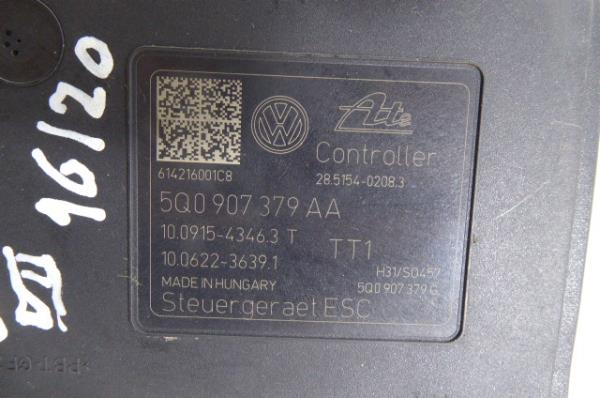 16/20
VII
Ate
614216001C8
Controller
28.5154-0208.3
5Q0 907 379 AA
10.0915-4346.3 T
TT1
10.0622-3639.1
H31/S0457
MADE IN HUNGARY
5Q0 907 379 G
Steuergeraet ESC